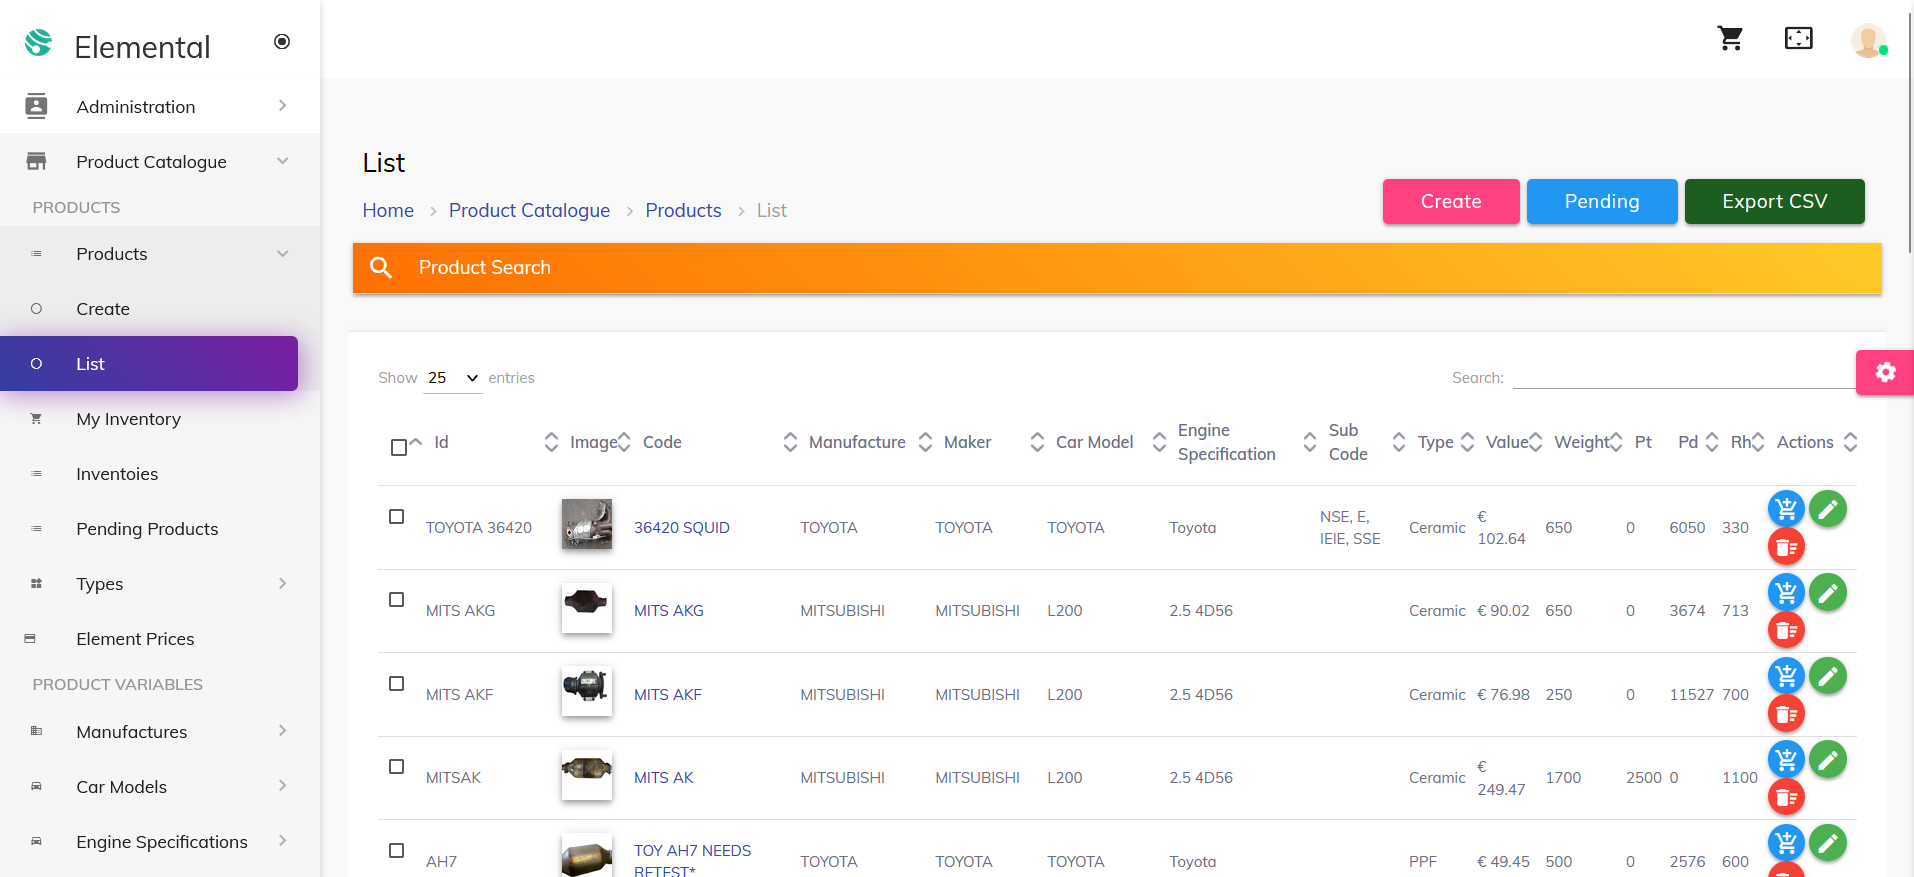 Elemental
Administration
Product Catalogue
PRODUCTS
Products
Create
List
My Inventory
Inventoies
Pending Products
Types
Element Prices
PRODUCT VARIABLES
Manufactures
Car Models
Engine Specifications
List
Home > Product Catalogue > Products > List
Create Pending Export CSV
Product Search
Show 25 entries
Search:
Id Image Code Manufacture Maker Car Model Engine Specification Sub Code Type Value Weight Pt Pd Rh Actions
TOYOTA 36420 36420 SQUID TOYOTA TOYOTA TOYOTA Toyota NSE, E, IEIE, SSE Ceramic € 102.64 650 0 6050 330
MITS AKG MITS AKG MITSUBISHI MITSUBISHI L200 2.5 4D56 Ceramic € 90.02 650 0 3674 713
MITS AKF MITS AKF MITSUBISHI MITSUBISHI L200 2.5 4D56 Ceramic € 76.98 250 0 11527 700
MITSAK MITS AK MITSUBISHI MITSUBISHI L200 2.5 4D56 Ceramic € 249.47 1700 2500 0 1100
AH7 TOY AH7 NEEDS RETEST* TOYOTA TOYOTA TOYOTA Toyota PPF € 49.45 500 0 2576 600